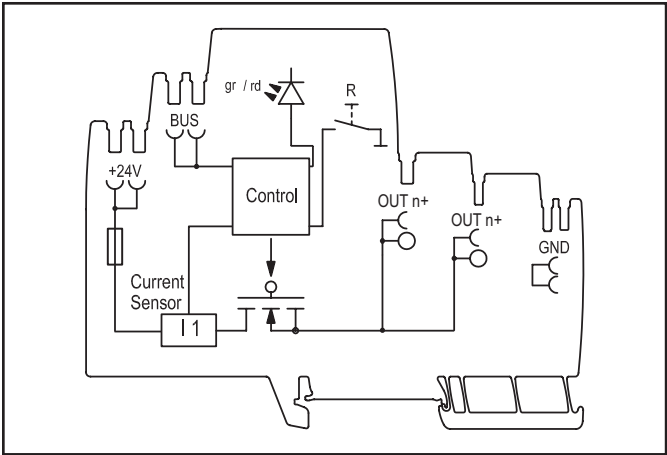 gr / rd
R
BUS
+24V
Control
OUT n+
OUT n+
GND
Current
Sensor
I 1